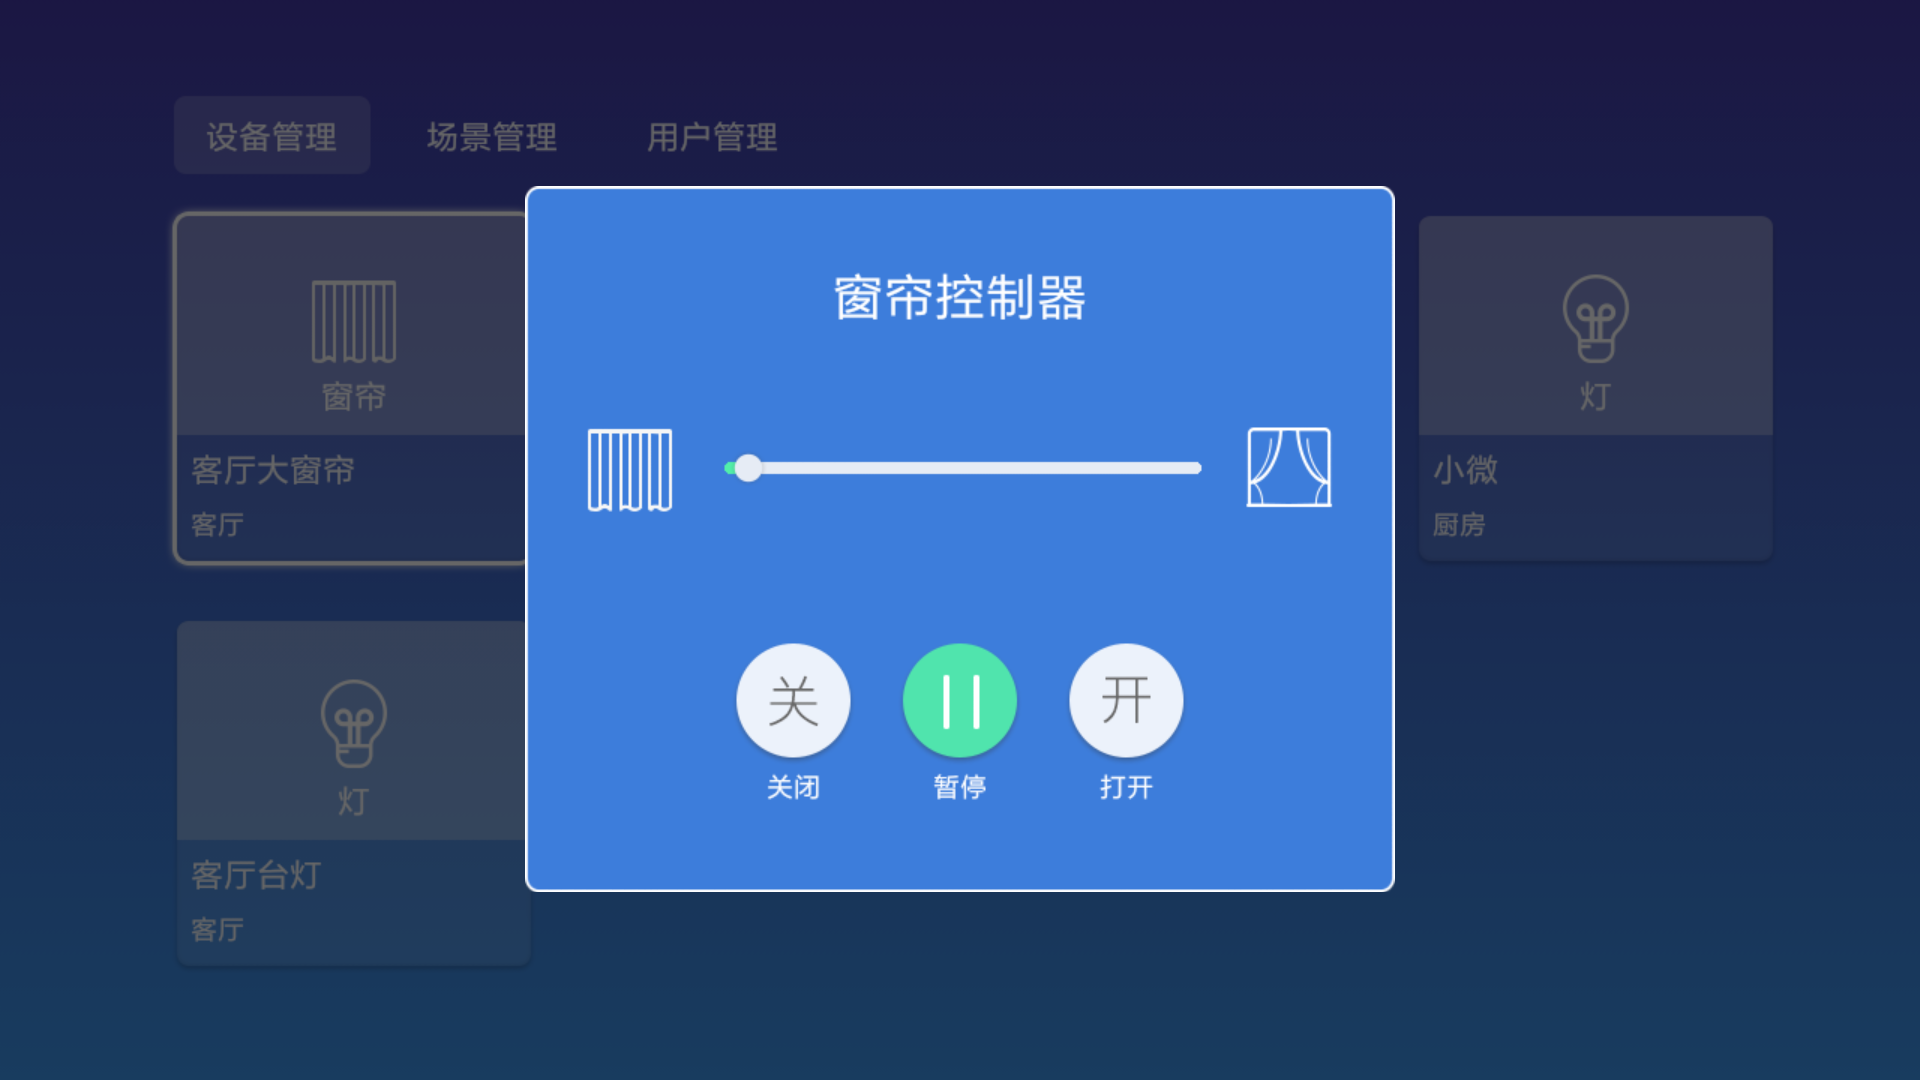 设备管理
场景管理
用户管理
窗帘
客厅大窗帘
客厅
灯
小微
厨房
灯
客厅台灯
客厅
窗帘控制器
关
开
关闭
暂停
打开